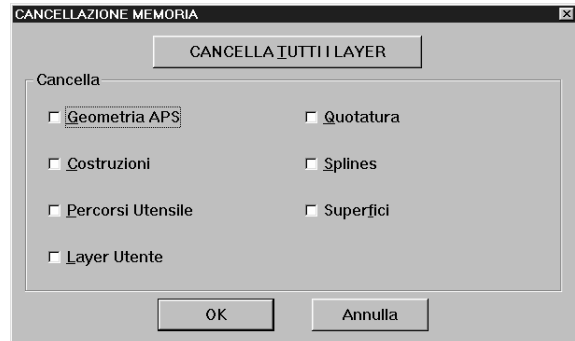 CANCELLAZIONE MEMORIA
CANCELLA TUTTI I LAYER
Cancella
Geometria APS
Quotatura
Costruzioni
Splines
Percorsi Utensile
Superfici
Layer Utente
OK
Annulla